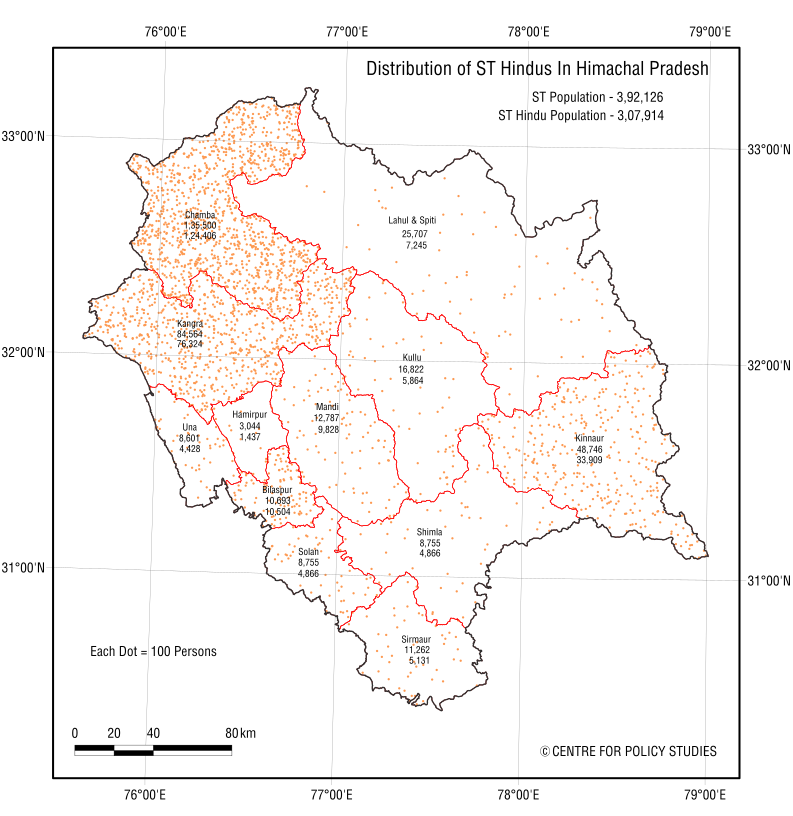 76°00'E 77°00'E 78°00'E 79°00'E
Distribution of ST Hindus In Himachal Pradesh
ST Population - 3,92,126
ST Hindu Population - 3,07,914
33°00'N 33°00'N
Chamba
1,35,500
1,24,406
Lahul & Spiti
25,707
7,245
Kangra
84,564
76,324
32°00'N 32°00'N
Kullu
16,822
5,864
Mandi
12,787
9,828
Hamirpur
3,044
1,437
Una
8,601
4,428
Kinnaur
48,746
33,909
Bilaspur
10,693
10,504
Shimla
8,755
4,866
Solan
8,755
4,866
31°00'N 31°00'N
Sirmaur
11,262
5,131
Each Dot = 100 Persons
0 20 40 80 km
© CENTRE FOR POLICY STUDIES
76°00'E 77°00'E 78°00'E 79°00'E